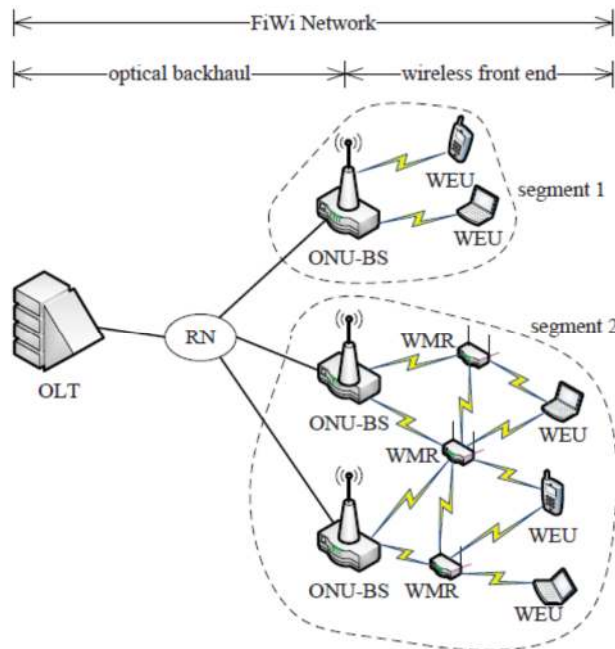 FiWi Network
optical backhaul
wireless front end
WEU
segment 1
WEU
ONU-BS
segment 2
WMR
RN
OLT
ONU-BS
WEU
WMR
WEU
ONU-BS
WMR
WEU